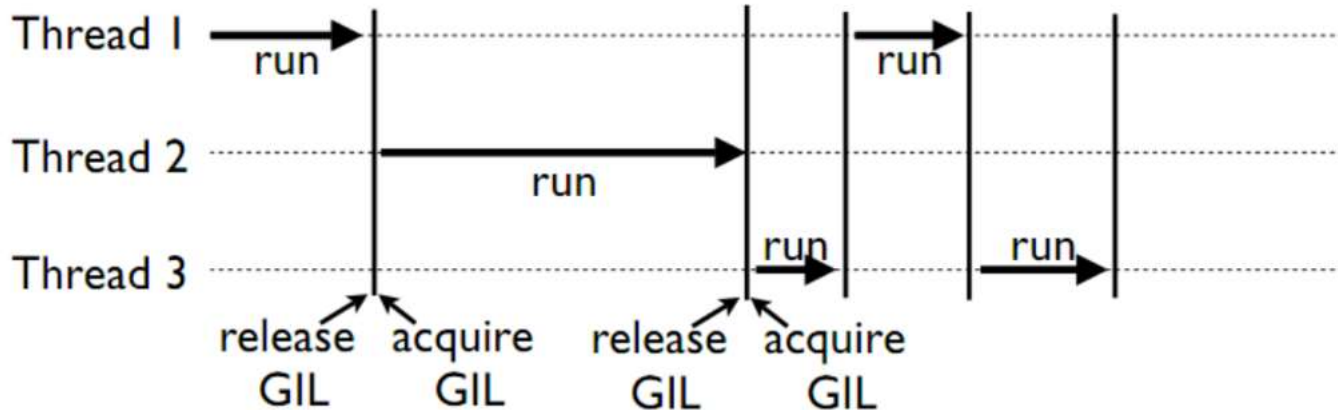 Thread 1
run
run
Thread 2
run
Thread 3
run
run
release acquire release acquire
GIL GIL GIL GIL